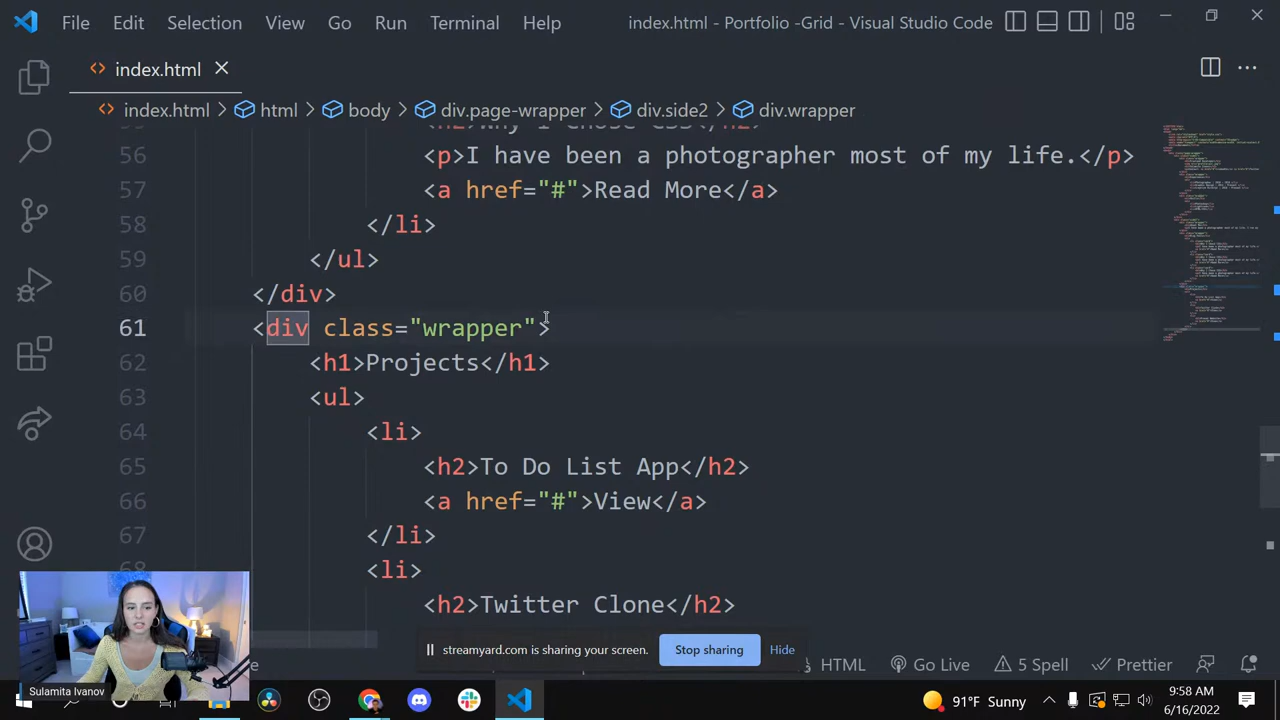 File Edit Selection View Go Run Terminal Help index.html - Portfolio -Grid - Visual Studio Code
index.html
index.html html body div.page-wrapper div.side2 div.wrapper
56 <p>I have been a photographer most of my life.</p>
57 <a href="#">Read More</a>
58 </li>
59 </ul>
60 </div>
61 <div class="wrapper">
62 <h1>Projects</h1>
63 <ul>
64 <li>
65 <h2>To Do List App</h2>
66 <a href="#">View</a>
67 </li>
68 <li>
<h2>Twitter Clone</h2>
streamyard.com is sharing your screen. Stop sharing Hide
HTML Go Live 5 Spell Prettier
Sulamita Ivanov
91°F Sunny
:58 AM
6/16/2022